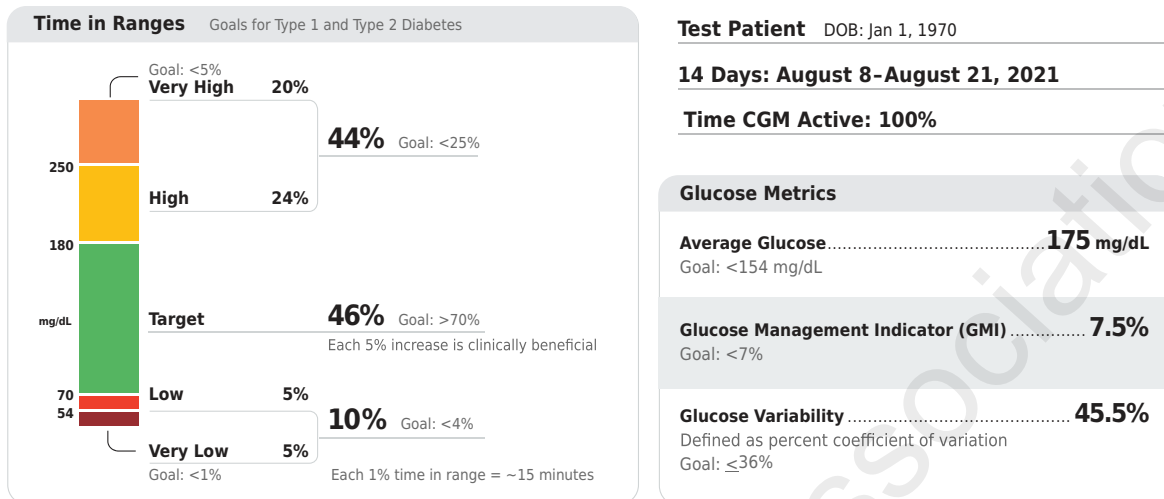 Time in Ranges Goals for Type 1 and Type 2 Diabetes
Goal: <5%
Very High 20%
44% Goal: <25%
250
High 24%
180
mg/dL
Target 46% Goal: >70%
Each 5% increase is clinically beneficial
70
Low 5%
54
10% Goal: <4%
Very Low 5%
Goal: <1%
Each 1% time in range = ~15 minutes
Test Patient DOB: Jan 1, 1970
14 Days: August 8–August 21, 2021
Time CGM Active: 100%
Glucose Metrics
Average Glucose..........................................175 mg/dL
Goal: <154 mg/dL
Glucose Management Indicator (GMI)...............7.5%
Goal: <7%
Glucose Variability............................................45.5%
Defined as percent coefficient of variation
Goal: ≤36%